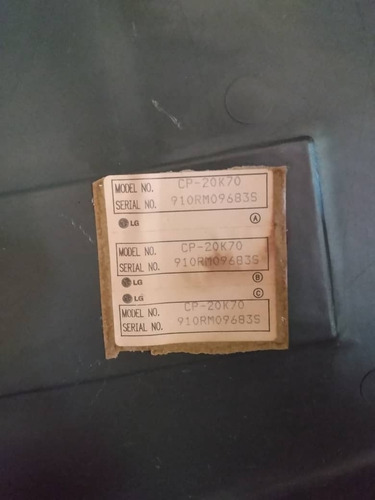 MODEL NO. CP-20K70
SERIAL NO. 910RM09683S
LG A
MODEL NO. CP-20K70
SERIAL NO. 910RM09683S
LG B
LG C
MODEL NO. CP-20K70
SERIAL NO. 910RM09683S